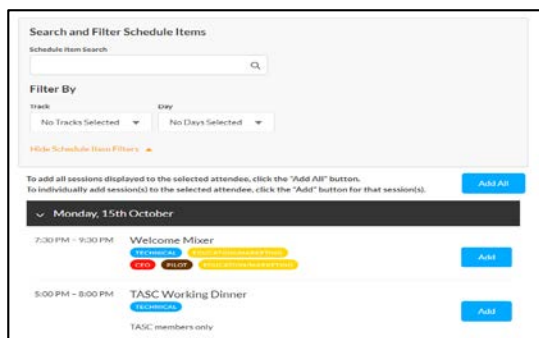 Search and Filter Schedule Items
Schedule Item Search
Filter By
Track Day
No Tracks Selected No Days Selected
Hide Schedule Item Filters
To add all sessions displayed to the selected attendee, click the "Add All" button.
To individually add session(s) to the selected attendee, click the "Add" button for that session(s).
Add All
Monday, 15th October
7:30 PM – 9:30 PM Welcome Mixer
TECHNICAL EDUCATION/MARKETING
CEO PILOT EDUCATION/MARKETING
Add
5:00 PM – 8:00 PM TASC Working Dinner
TECHNICAL
Add
TASC members only